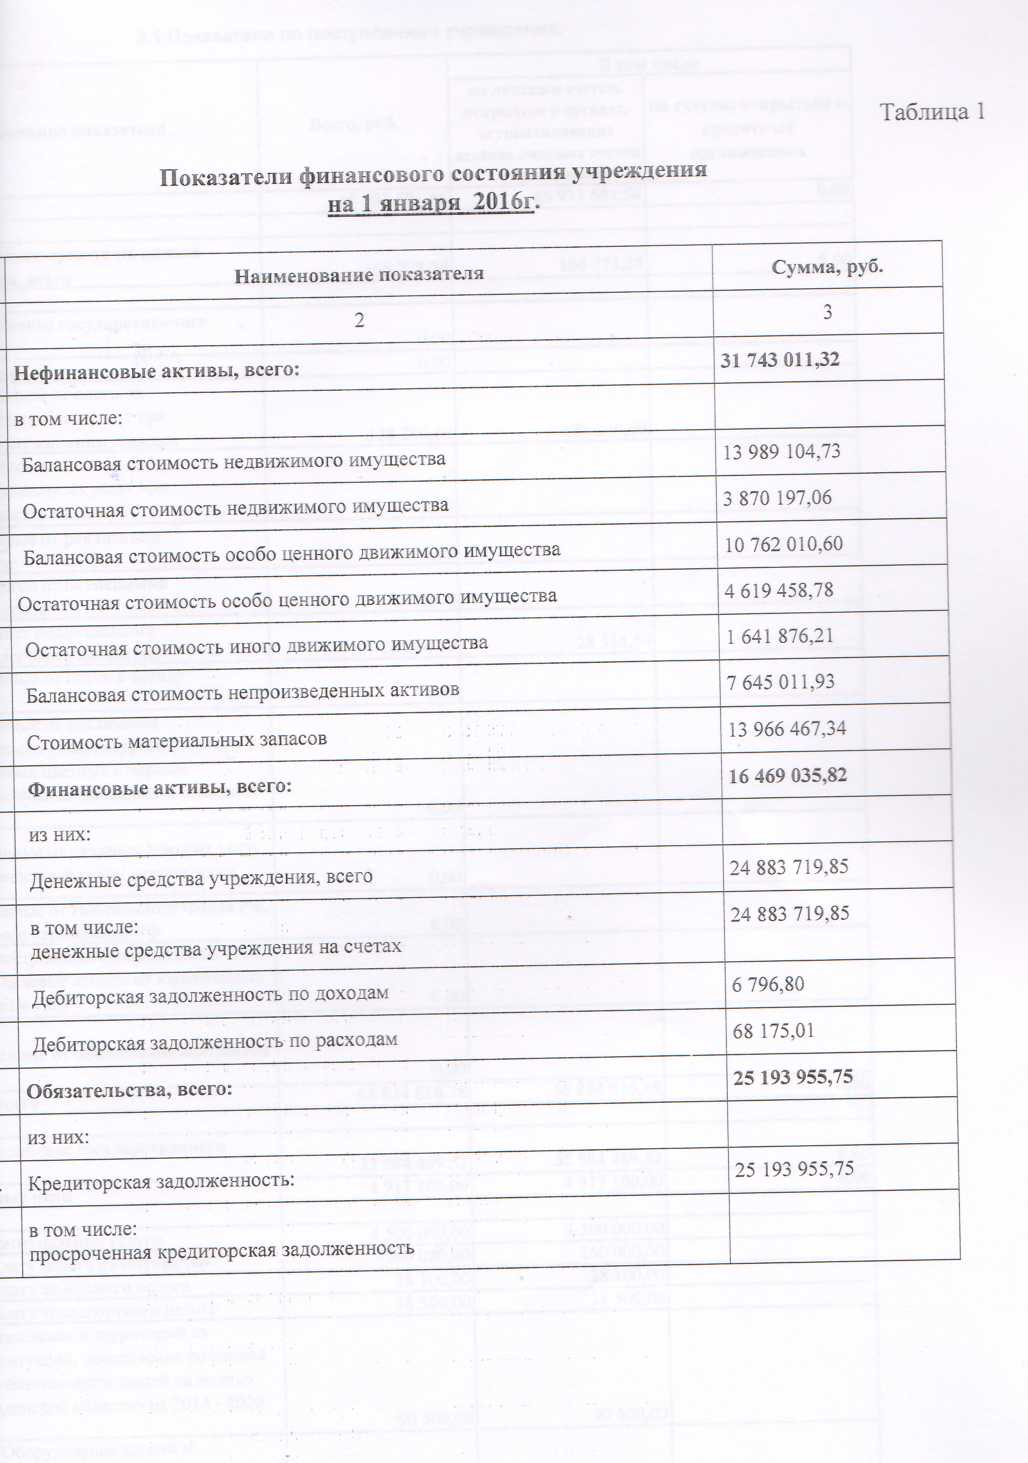 Таблица 1
Показатели финансового состояния учреждения
на 1 января 2016г.
Наименование показателя Сумма, руб.
2 3
Нефинансовые активы, всего: 31 743 011,32
в том числе:
Балансовая стоимость недвижимого имущества 13 989 104,73
Остаточная стоимость недвижимого имущества 3 870 197,06
Балансовая стоимость особо ценного движимого имущества 10 762 010,60
Остаточная стоимость особо ценного движимого имущества 4 619 458,78
Остаточная стоимость иного движимого имущества 1 641 876,21
Балансовая стоимость непроизведенных активов 7 645 011,93
Стоимость материальных запасов 13 966 467,34
Финансовые активы, всего: 16 469 035,82
из них:
Денежные средства учреждения, всего 24 883 719,85
в том числе: 24 883 719,85
денежные средства учреждения на счетах
Дебиторская задолженность по доходам 6 796,80
Дебиторская задолженность по расходам 68 175,01
Обязательства, всего: 25 193 955,75
из них:
Кредиторская задолженность: 25 193 955,75
в том числе:
просроченная кредиторская задолженность